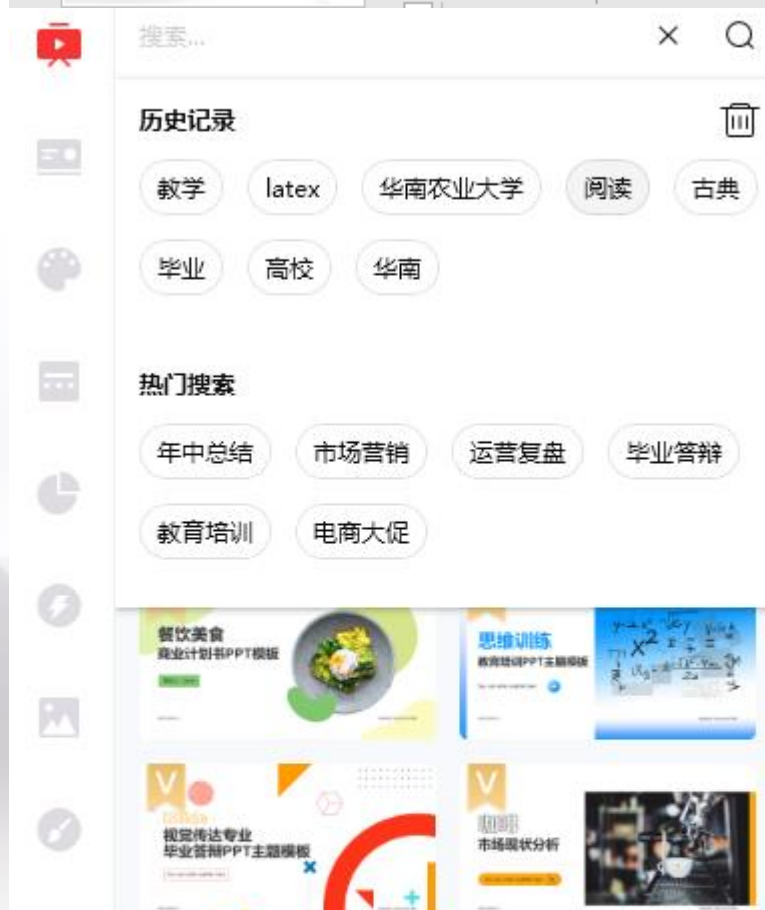 搜索...
历史记录
教学 latex 华南农业大学 阅读 古典
毕业 高校 华南
热门搜索
年中总结 市场营销 运营复盘 毕业答辩
教育培训 电商大促
餐饮美食
商业计划书PPT模板
思维训练
教育培训PPT主题模板
V
视觉传达专业
毕业答辩PPT主题模板
V
咖啡
市场现状分析